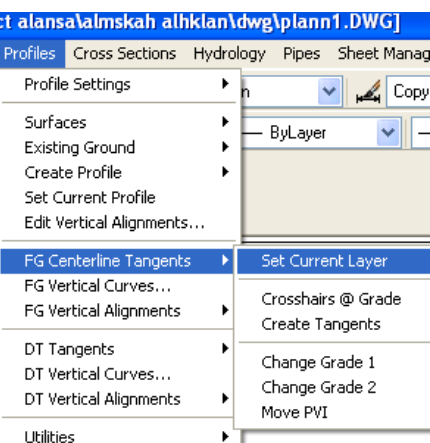 ct alansa\almskah alhklan\dwg\plann1.DWG]
Profiles Cross Sections Hydrology Pipes Sheet Manag
Profile Settings
n Copy
Surfaces
ByLayer
Existing Ground
Create Profile
Set Current Profile
Edit Vertical Alignments...
FG Centerline Tangents Set Current Layer
FG Vertical Curves...
Crosshairs @ Grade
FG Vertical Alignments
Create Tangents
DT Tangents
Change Grade 1
DT Vertical Curves...
Change Grade 2
DT Vertical Alignments
Move PVI
Utilities